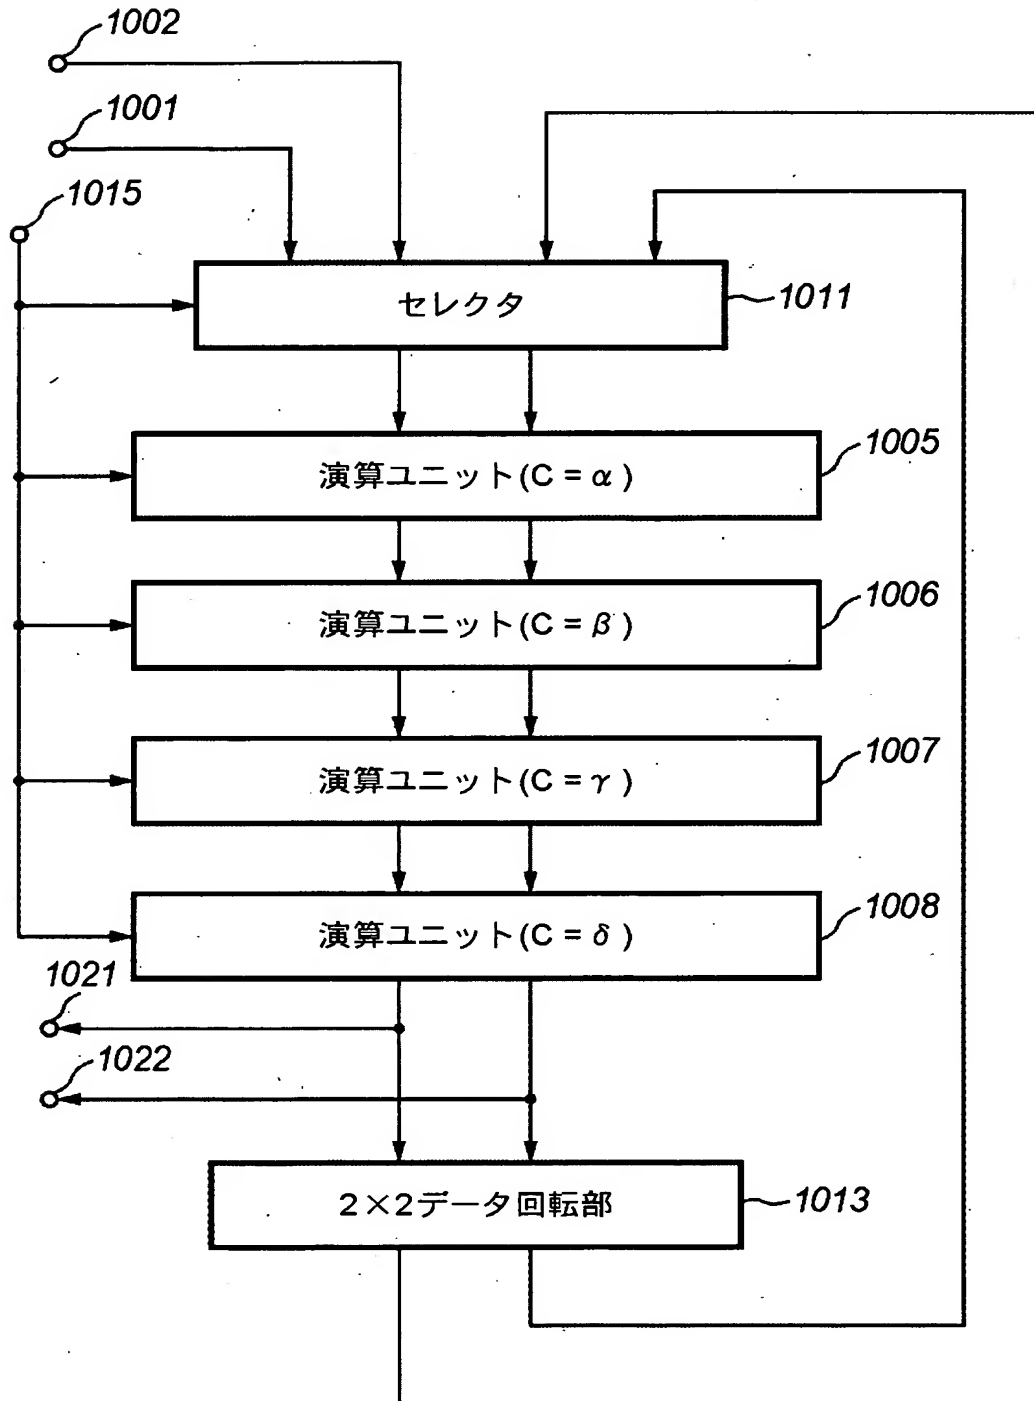 1002
1001
1015
セレクタ
1011
演算ユニット(C = α)
1005
演算ユニット(C = β)
1006
演算ユニット(C = γ)
1007
演算ユニット(C = δ)
1008
1021
1022
2×2データ回転部
1013